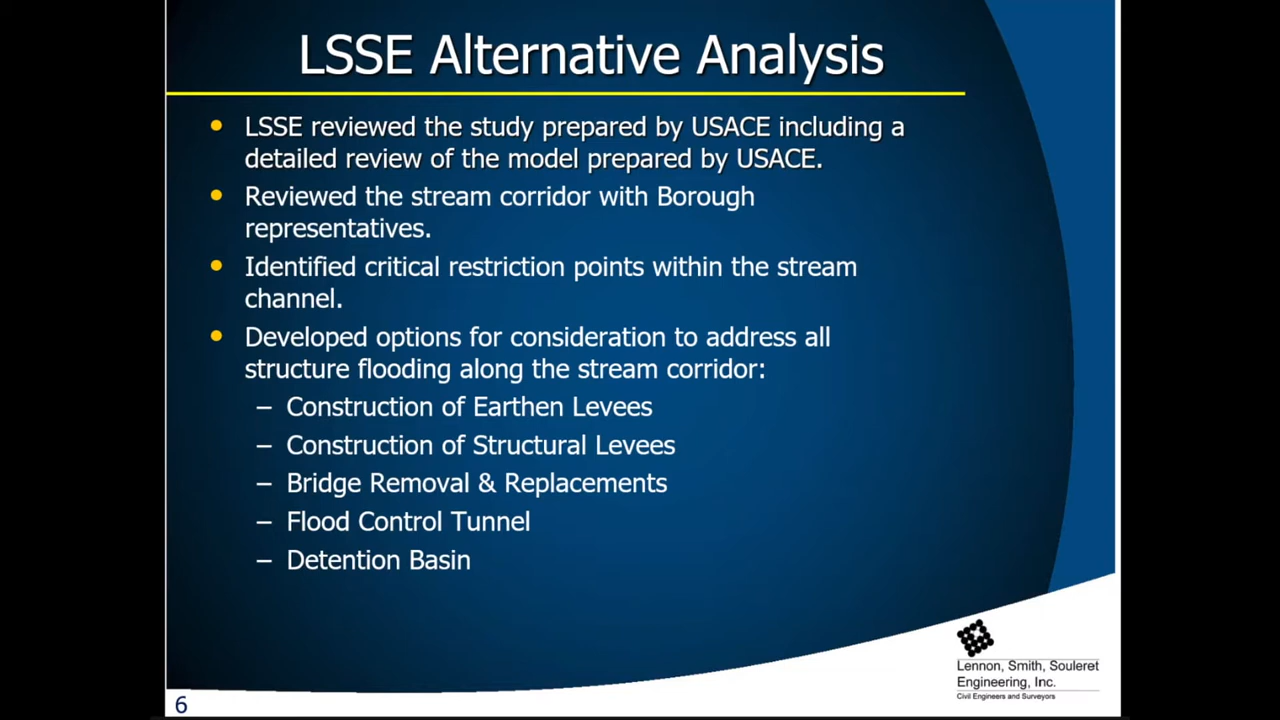 LSSE Alternative Analysis
• LSSE reviewed the study prepared by USACE including a
detailed review of the model prepared by USACE.
• Reviewed the stream corridor with Borough
representatives.
• Identified critical restriction points within the stream
channel.
• Developed options for consideration to address all
structure flooding along the stream corridor:
– Construction of Earthen Levees
– Construction of Structural Levees
– Bridge Removal & Replacements
– Flood Control Tunnel
– Detention Basin
Lennon, Smith, Souleret
Engineering, Inc.
Civil Engineers and Surveyors
6